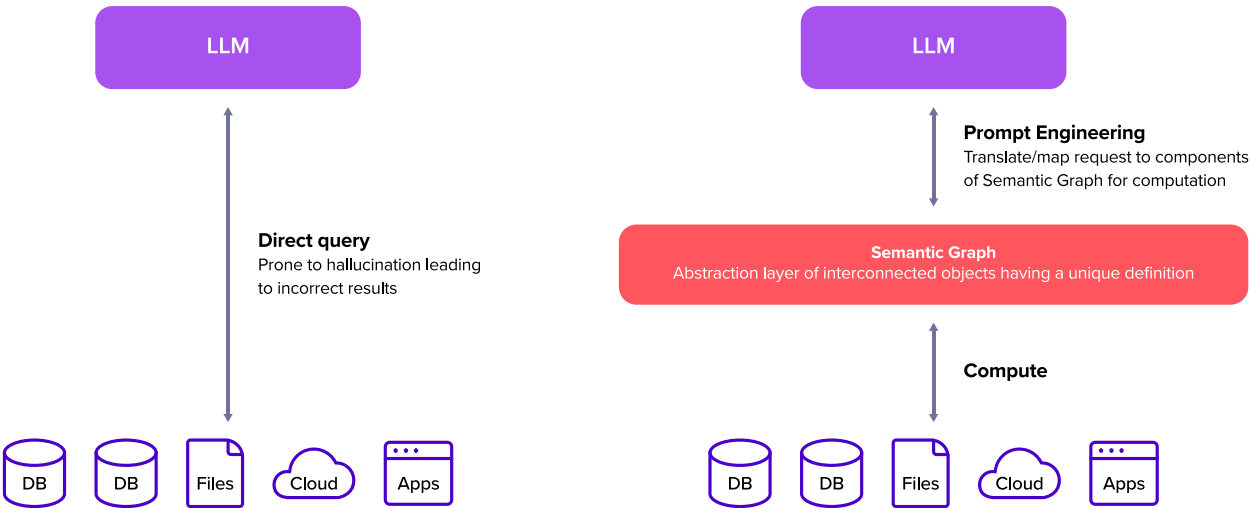 LLM
Direct query
Prone to hallucination leading
to incorrect results
DB
DB
Files
Cloud
Apps
LLM
Prompt Engineering
Translate/map request to components
of Semantic Graph for computation
Semantic Graph
Abstraction layer of interconnected objects having a unique definition
Compute
DB
DB
Files
Cloud
Apps